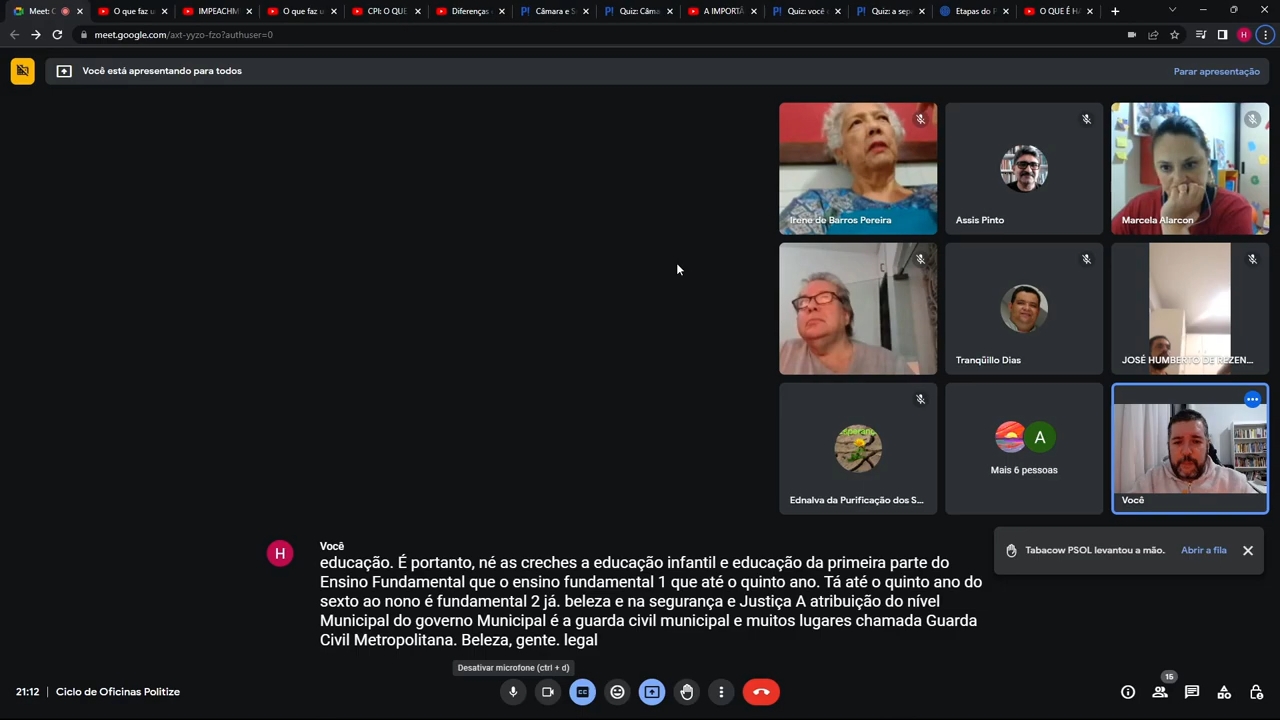 Meet: C
O que faz u
IMPEACHM
O que faz u
CPI: O QUE
Diferenças
Câmara e S
Quiz: Câma
A IMPORTÂ
Quiz: você
Quiz: a sep
Etapas do P
O QUE É HA
meet.google.com/axt-yyzo-fzo?authuser=0
H
Você está apresentando para todos
Parar apresentação
Irene de Barros Pereira
Assis Pinto
Marcela Alarcon
Tranqüillo Dias
JOSÉ HUMBERTO DE REZEN...
Ednalva da Purificação dos S...
A
Mais 6 pessoas
Você
Tabacow PSOL levantou a mão.
Abrir a fila
H
Você
educação. É portanto, né as creches a educação infantil e educação da primeira parte do
Ensino Fundamental que o ensino fundamental 1 que até o quinto ano. Tá até o quinto ano do
sexto ao nono é fundamental 2 já. beleza e na segurança e Justiça A atribuição do nível
Municipal do governo Municipal é a guarda civil municipal e muitos lugares chamada Guarda
Civil Metropolitana. Beleza, gente. legal
Desativar microfone (ctrl + d)
21:12
Ciclo de Oficinas Politize
CC
15